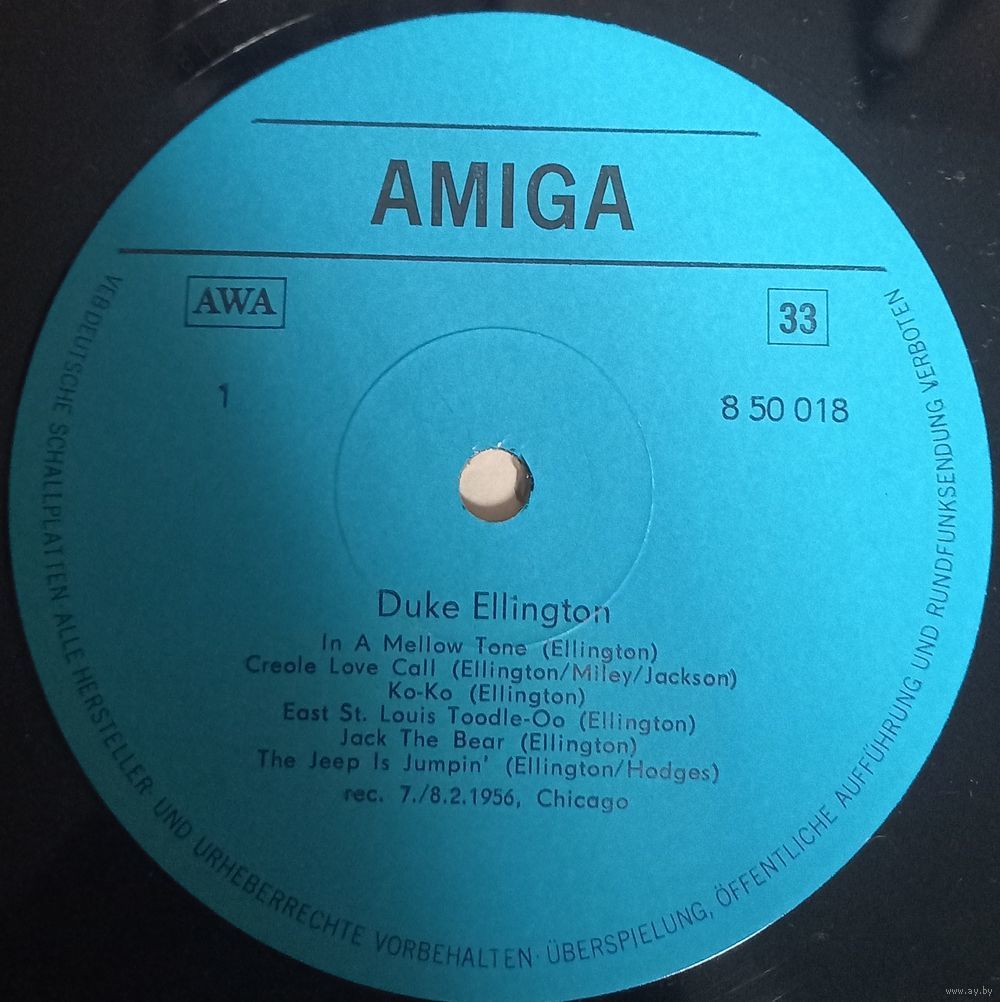 AMIGA
AWA
33
1
8 50 018
Duke Ellington
In A Mellow Tone (Ellington)
Creole Love Call (Ellington/Miley/Jackson)
Ko-Ko (Ellington)
East St. Louis Toodle-Oo (Ellington)
Jack The Bear (Ellington)
The Jeep Is Jumpin' (Ellington/Hodges)
rec. 7./8.2.1956, Chicago
VEB DEUTSCHE SCHALLPLATTEN · ALLE HERSTELLER- UND URHEBERRECHTE VORBEHALTEN · ÜBERSPIELUNG, ÖFFENTLICHE AUFFÜHRUNG UND RUNDFUNKSENDUNG VERBOTEN
www.ay.by